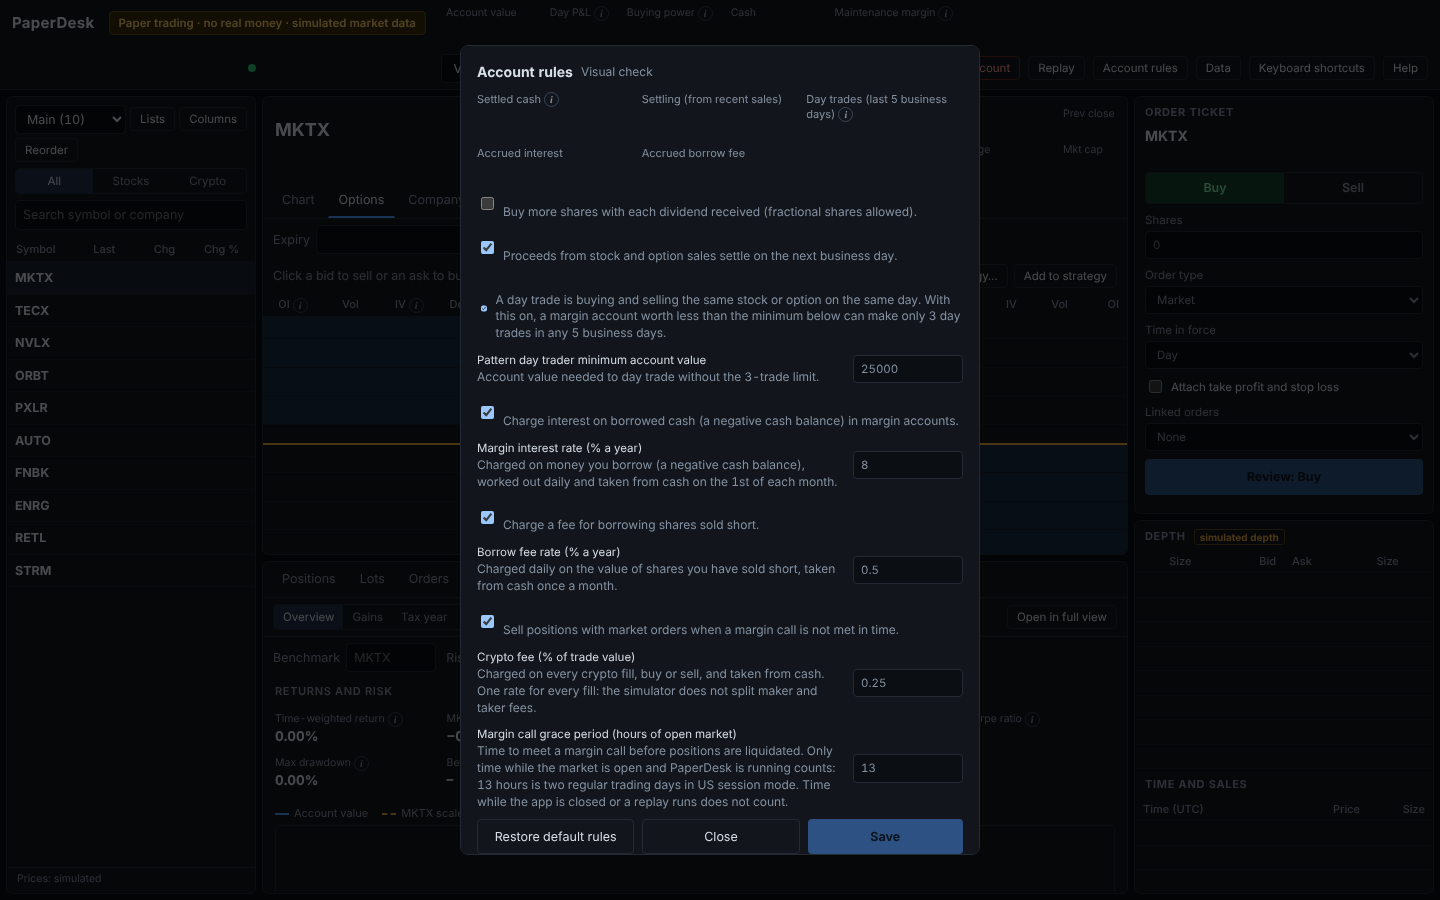 PaperDesk
Paper trading · no real money · simulated market data
Account value
Day P&L
Buying power
Cash
Maintenance margin
Replay
Account rules
Data
Keyboard shortcuts
Help
Main (10)
Lists
Columns
Reorder
All
Stocks
Crypto
Search symbol or company
Symbol
Last
Chg
Chg %
MKTX
TECX
NVLX
ORBT
PXLR
AUTO
FNBK
ENRG
RETL
STRM
Prices: simulated
MKTX
Prev close
Mkt cap
Chart
Options
Company
Expiry
Click a bid to sell or an ask to bu
Add to strategy
OI
Vol
IV
IV
Vol
OI
Positions
Lots
Orders
Overview
Gains
Tax year
Open in full view
Benchmark
MKTX
RETURNS AND RISK
Time-weighted return
0.00%
Max drawdown
0.00%
Account value
MKTX scale
Account rules
Visual check
Settled cash
Settling (from recent sales)
Day trades (last 5 business
days)
Accrued interest
Accrued borrow fee
Buy more shares with each dividend received (fractional shares allowed).
Proceeds from stock and option sales settle on the next business day.
A day trade is buying and selling the same stock or option on the same day. With
this on, a margin account worth less than the minimum below can make only 3 day
trades in any 5 business days.
Pattern day trader minimum account value
Account value needed to day trade without the 3-trade limit.
25000
Charge interest on borrowed cash (a negative cash balance) in margin accounts.
Margin interest rate (% a year)
Charged on money you borrow (a negative cash balance),
worked out daily and taken from cash on the 1st of each month.
8
Charge a fee for borrowing shares sold short.
Borrow fee rate (% a year)
Charged daily on the value of shares you have sold short, taken
from cash once a month.
0.5
Sell positions with market orders when a margin call is not met in time.
Crypto fee (% of trade value)
Charged on every crypto fill, buy or sell, and taken from cash.
One rate for every fill: the simulator does not split maker and
taker fees.
0.25
Margin call grace period (hours of open market)
Time to meet a margin call before positions are liquidated. Only
time while the market is open and PaperDesk is running counts:
13 hours is two regular trading days in US session mode. Time
while the app is closed or a replay runs does not count.
13
Restore default rules
Close
Save
ORDER TICKET
MKTX
Buy
Sell
Shares
0
Order type
Market
Time in force
Day
Attach take profit and stop loss
Linked orders
None
Review: Buy
DEPTH
simulated depth
Size
Bid
Ask
Size
TIME AND SALES
Time (UTC)
Price
Size